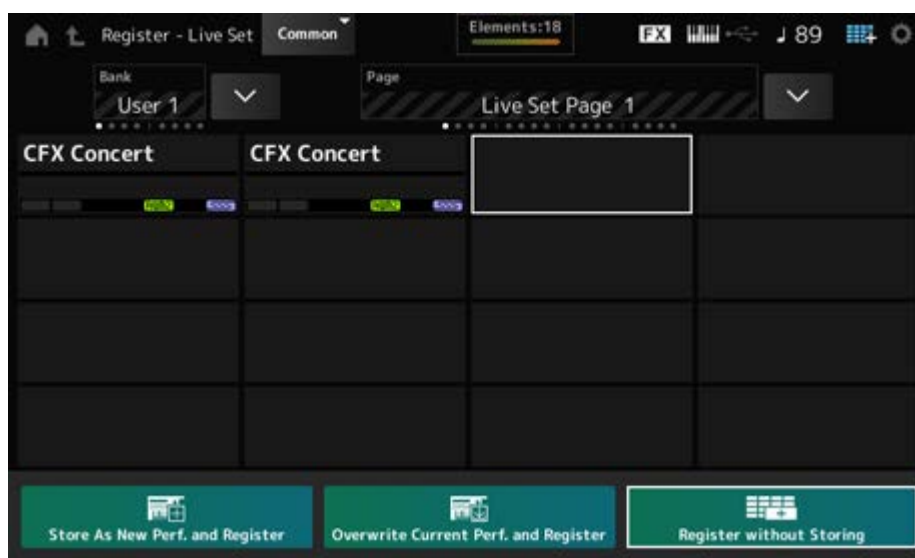 Register - Live Set
Common
Elements:18
FX
89
Bank
User 1
Page
Live Set Page 1
CFX Concert
CFX Concert
Store As New Perf. and Register
Overwrite Current Perf. and Register
Register without Storing